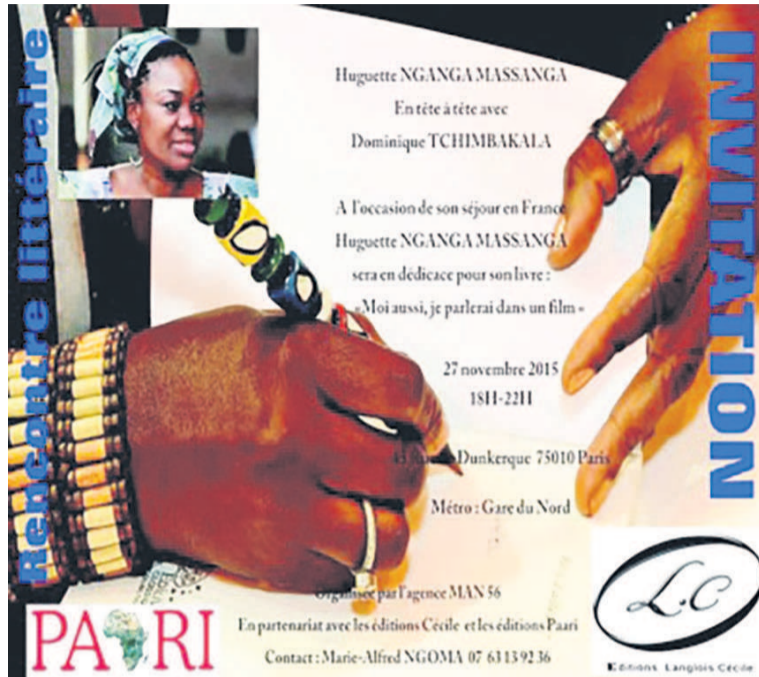 Rencontre littéraire
INVITATION
Huguette NGANGA MASSANGA
En tête à tête avec
Dominique TCHIMBAKALA
A l'occasion de son séjour en France
Huguette NGANGA MASSANGA
sera en dédicace pour son livre :
«Moi aussi, je parlerai dans un film «
27 novembre 2015
18H-22H
Dunkerque 75010 Paris
Métro : Gare du Nord
Organisée par l'agence MAN 56
En partenariat avec les éditions Cécile et les éditions Paari
Contact : Marie-Alfred NGOMA 07 63 13 92 36
PAARI
L.C
Editions Langlois Cécile